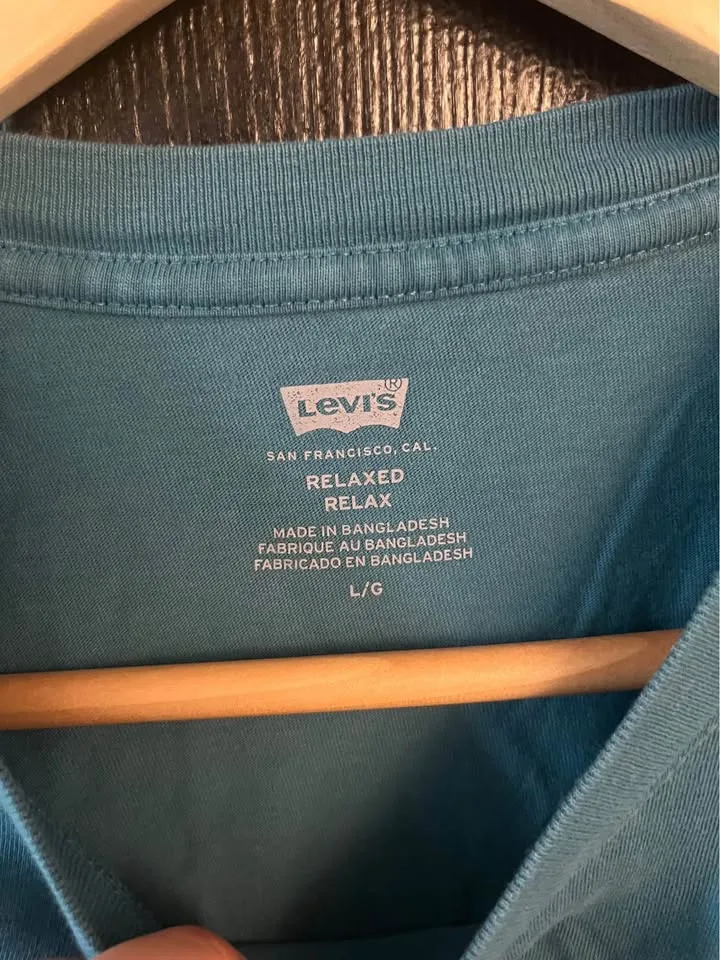 Levi's®
SAN FRANCISCO, CAL.
RELAXED
RELAX
MADE IN BANGLADESH
FABRIQUE AU BANGLADESH
FABRICADO EN BANGLADESH
L/G